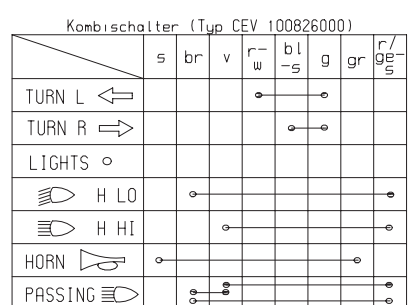 Kombischalter (Typ CEV 100826000)
s br v r-w bl-s g gr r/ge-s
TURN L
TURN R
LIGHTS
H LO
H HI
HORN
PASSING